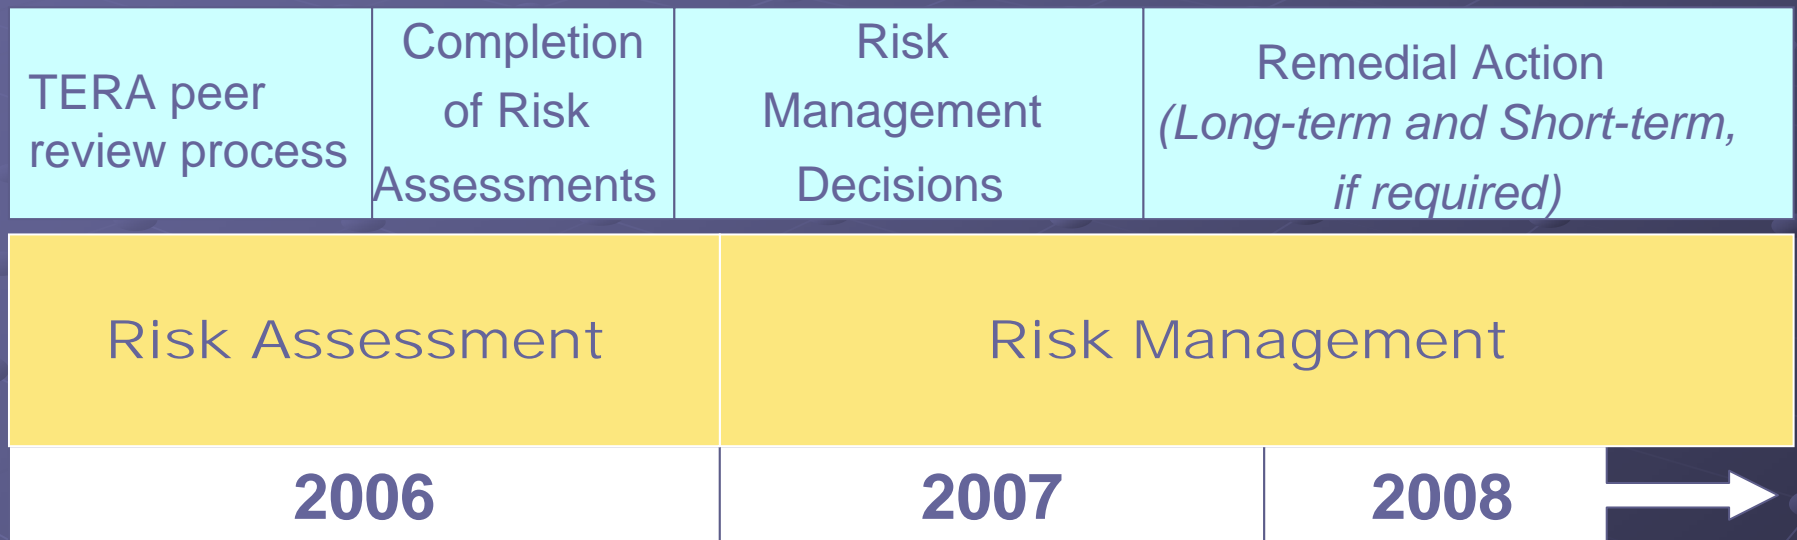 TERA peer
review process
Completion
of Risk
Assessments
Risk
Management
Decisions
Remedial Action
(Long-term and Short-term,
if required)
Risk Assessment
Risk Management
2006
2007
2008